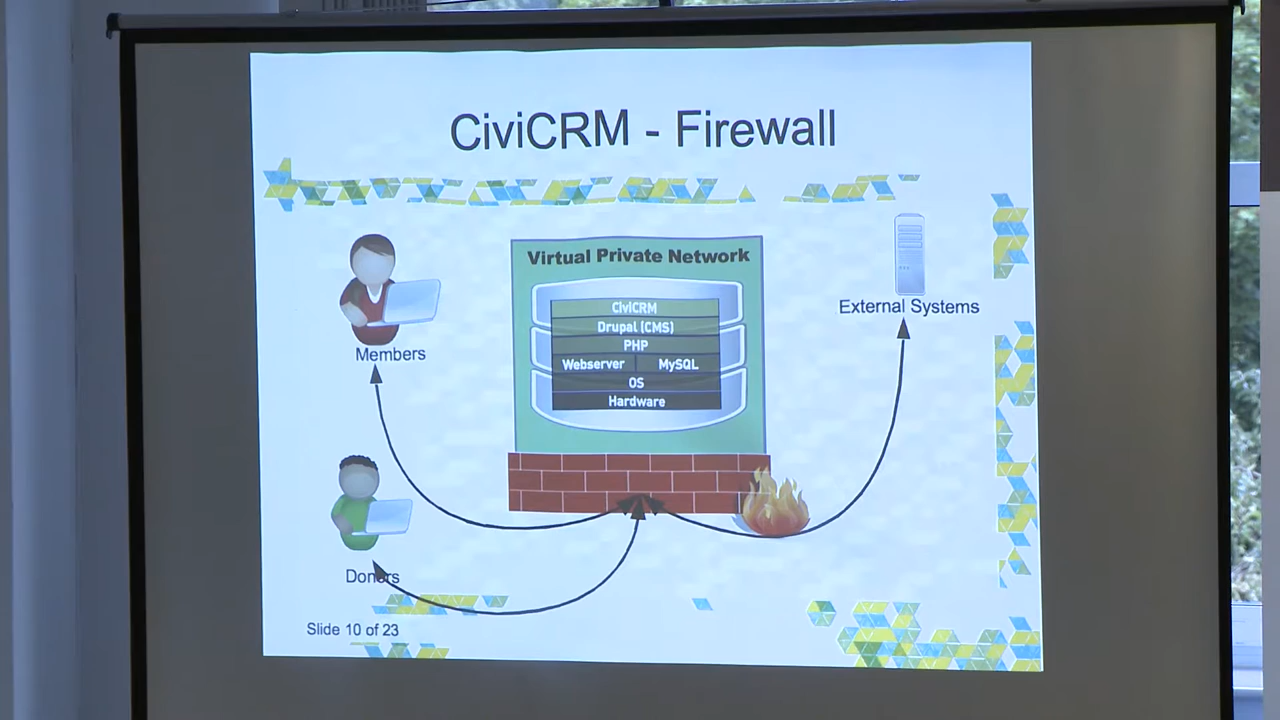 CiviCRM - Firewall
Virtual Private Network
CiviCRM
Drupal (CMS)
PHP
Webserver MySQL
OS
Hardware
Members
External Systems
Donors
Slide 10 of 23